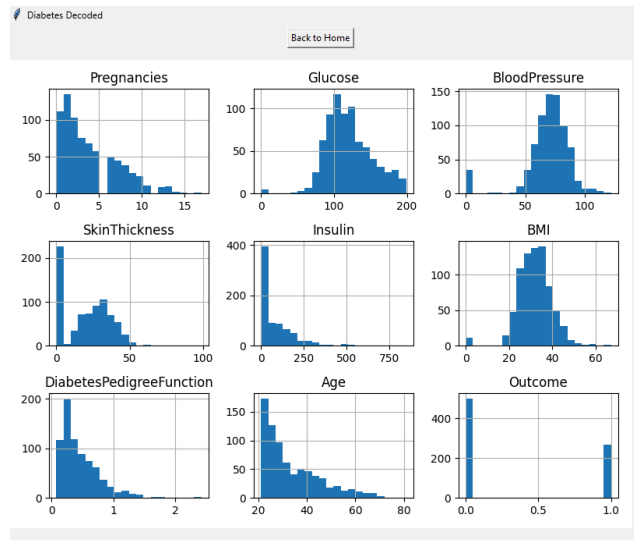 Diabetes Decoded
Back to Home
Pregnancies Glucose BloodPressure
100 50 0
0 5 10 15
100 50 0
0 100 200
150 100 50 0
0 50 100
SkinThickness Insulin BMI
200 100 0
0 50 100
400 200 0
0 250 500 750
100 50 0
0 20 40 60
DiabetesPedigreeFunction Age Outcome
200 100 0
0 1 2
150 100 50 0
20 40 60 80
400 200 0
0.0 0.5 1.0